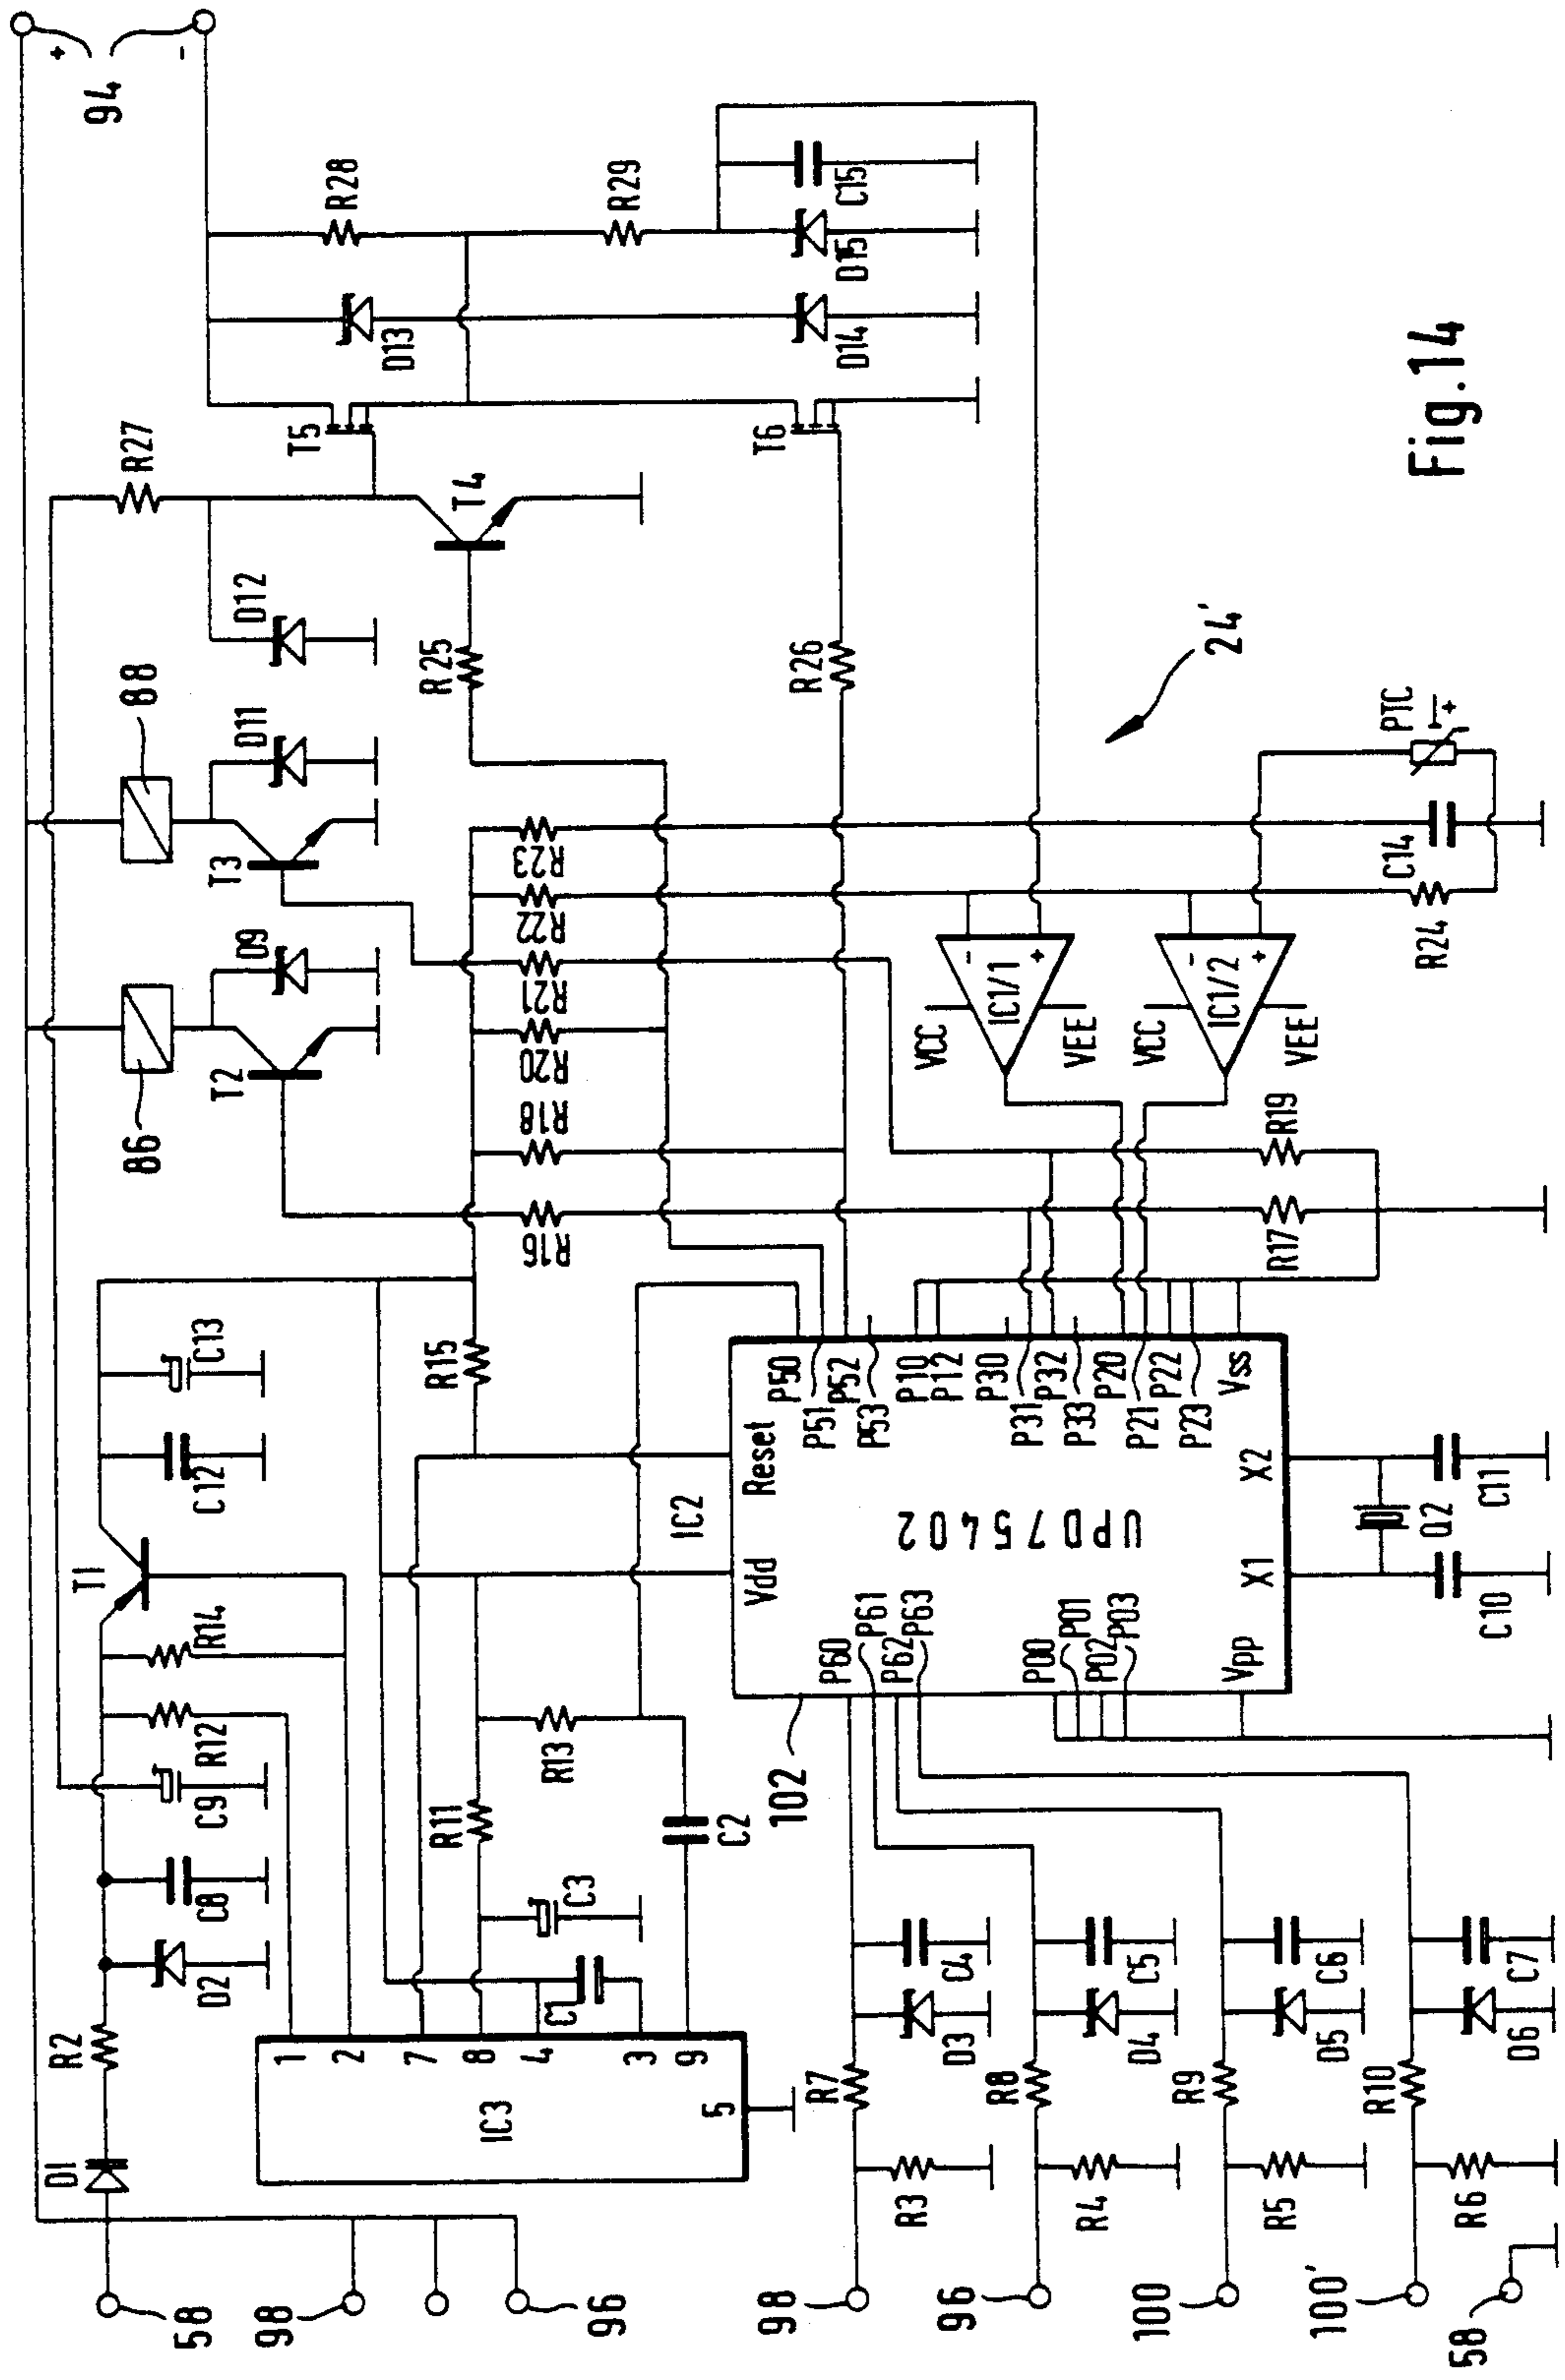 94
+
-
R28
R29
C15
D15
D13
D14
T5
T6
R27
T4
D12
R25
R26
88
D11
T3
86
D9
T2
R23
R22
R21
R20
R18
R16
24'
PTC
+
C14
R24
- +
IC1/1
VCC
VEE
- +
IC1/2
VCC
VEE
R19
R17
C13
C12
T1
R14
R12
C9
C8
D2
R2
D1
R15
R13
R11
C2
C3
C1
IC3
1
2
7
8
4
3
9
5
IC2
102
UPD75402
Vdd
Reset
P50
P51
P52
P53
P10
P12
P30
P31
P32
P33
P20
P21
P22
P23
Vss
X2
X1
Vpp
P60
P61
P62
P63
P00
P01
P02
P03
Q2
C11
C10
R7
R8
R9
R10
C4
C5
C6
C7
D3
D4
D5
D6
R3
R4
R5
R6
58
98
96
98
96
100
100'
58
Fig.14